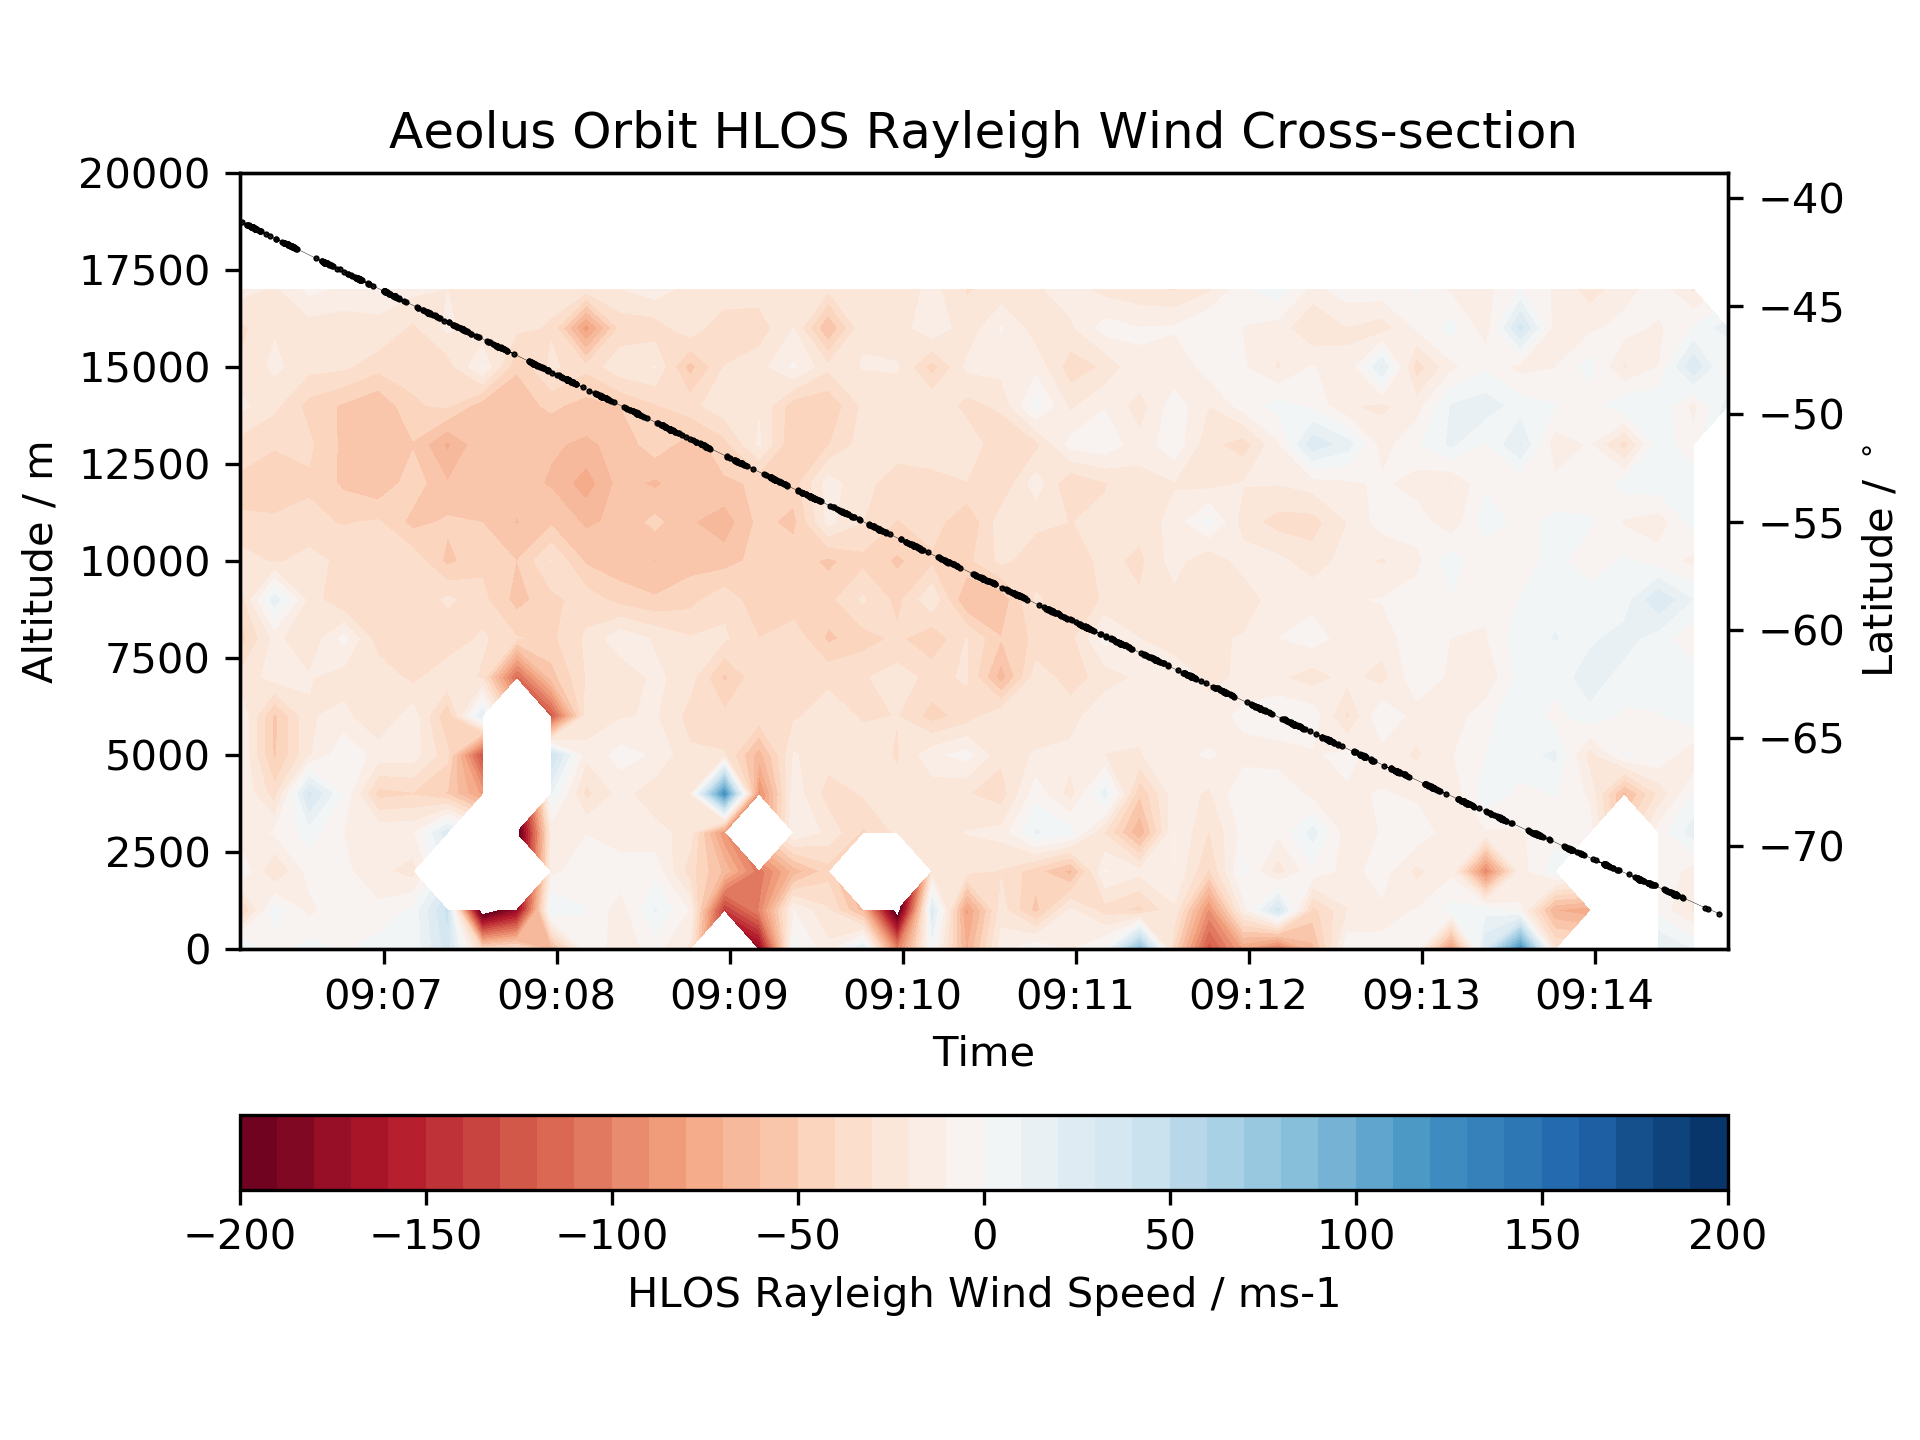 Aeolus Orbit HLOS Rayleigh Wind Cross-section
20000
17500
15000
12500
10000
7500
5000
2500
0
Altitude / m
−40
−45
−50
−55
−60
−65
−70
Latitude / °
09:07 09:08 09:09 09:10 09:11 09:12 09:13 09:14
Time
−200 −150 −100 −50 0 50 100 150 200
HLOS Rayleigh Wind Speed / ms-1